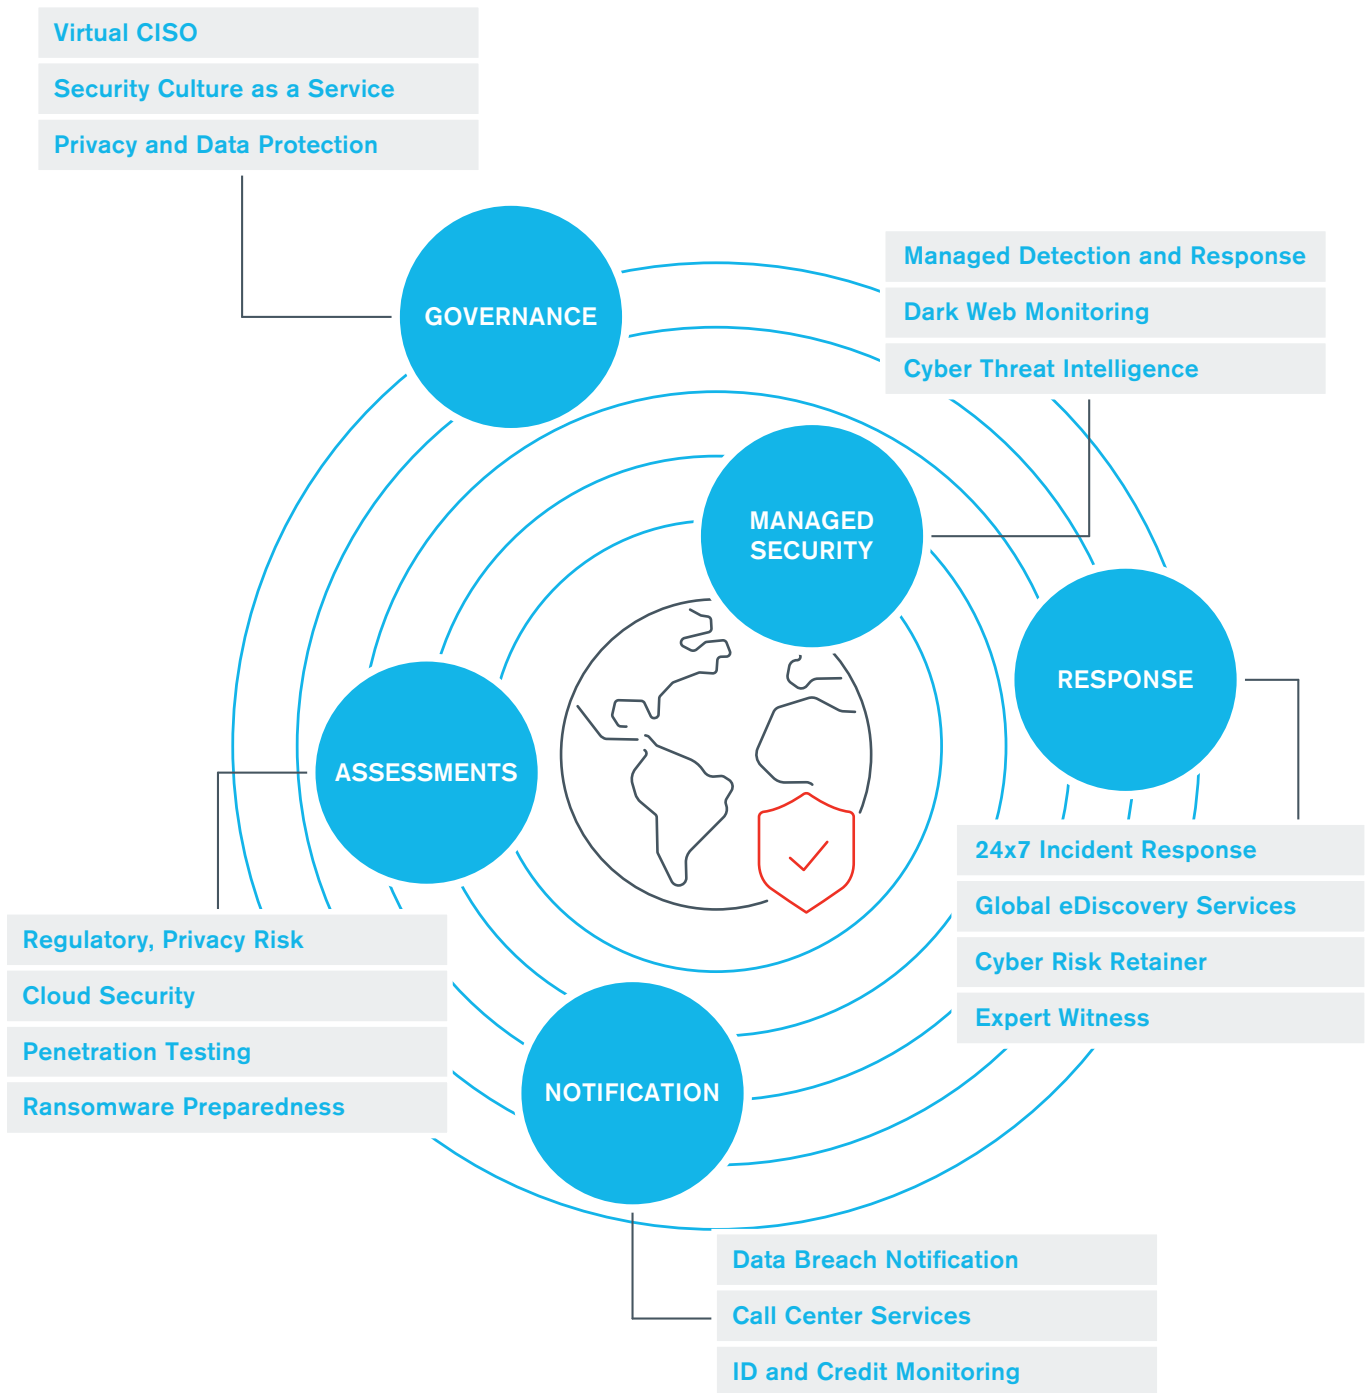 Virtual CISO
Security Culture as a Service
Privacy and Data Protection
GOVERNANCE
Managed Detection and Response
Dark Web Monitoring
Cyber Threat Intelligence
MANAGED
SECURITY
RESPONSE
24x7 Incident Response
Global eDiscovery Services
Cyber Risk Retainer
Expert Witness
ASSESSMENTS
Regulatory, Privacy Risk
Cloud Security
Penetration Testing
Ransomware Preparedness
NOTIFICATION
Data Breach Notification
Call Center Services
ID and Credit Monitoring